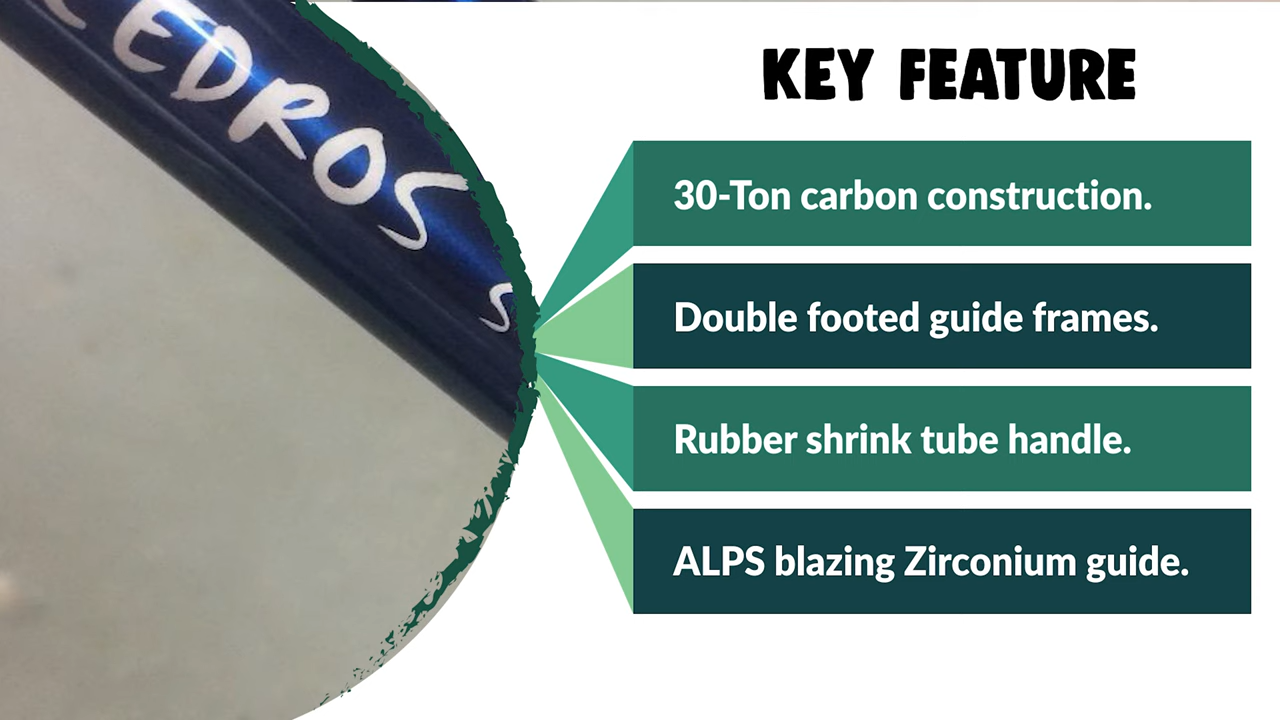 EDROS
S
KEY FEATURE
30-Ton carbon construction.
Double footed guide frames.
Rubber shrink tube handle.
ALPS blazing Zirconium guide.